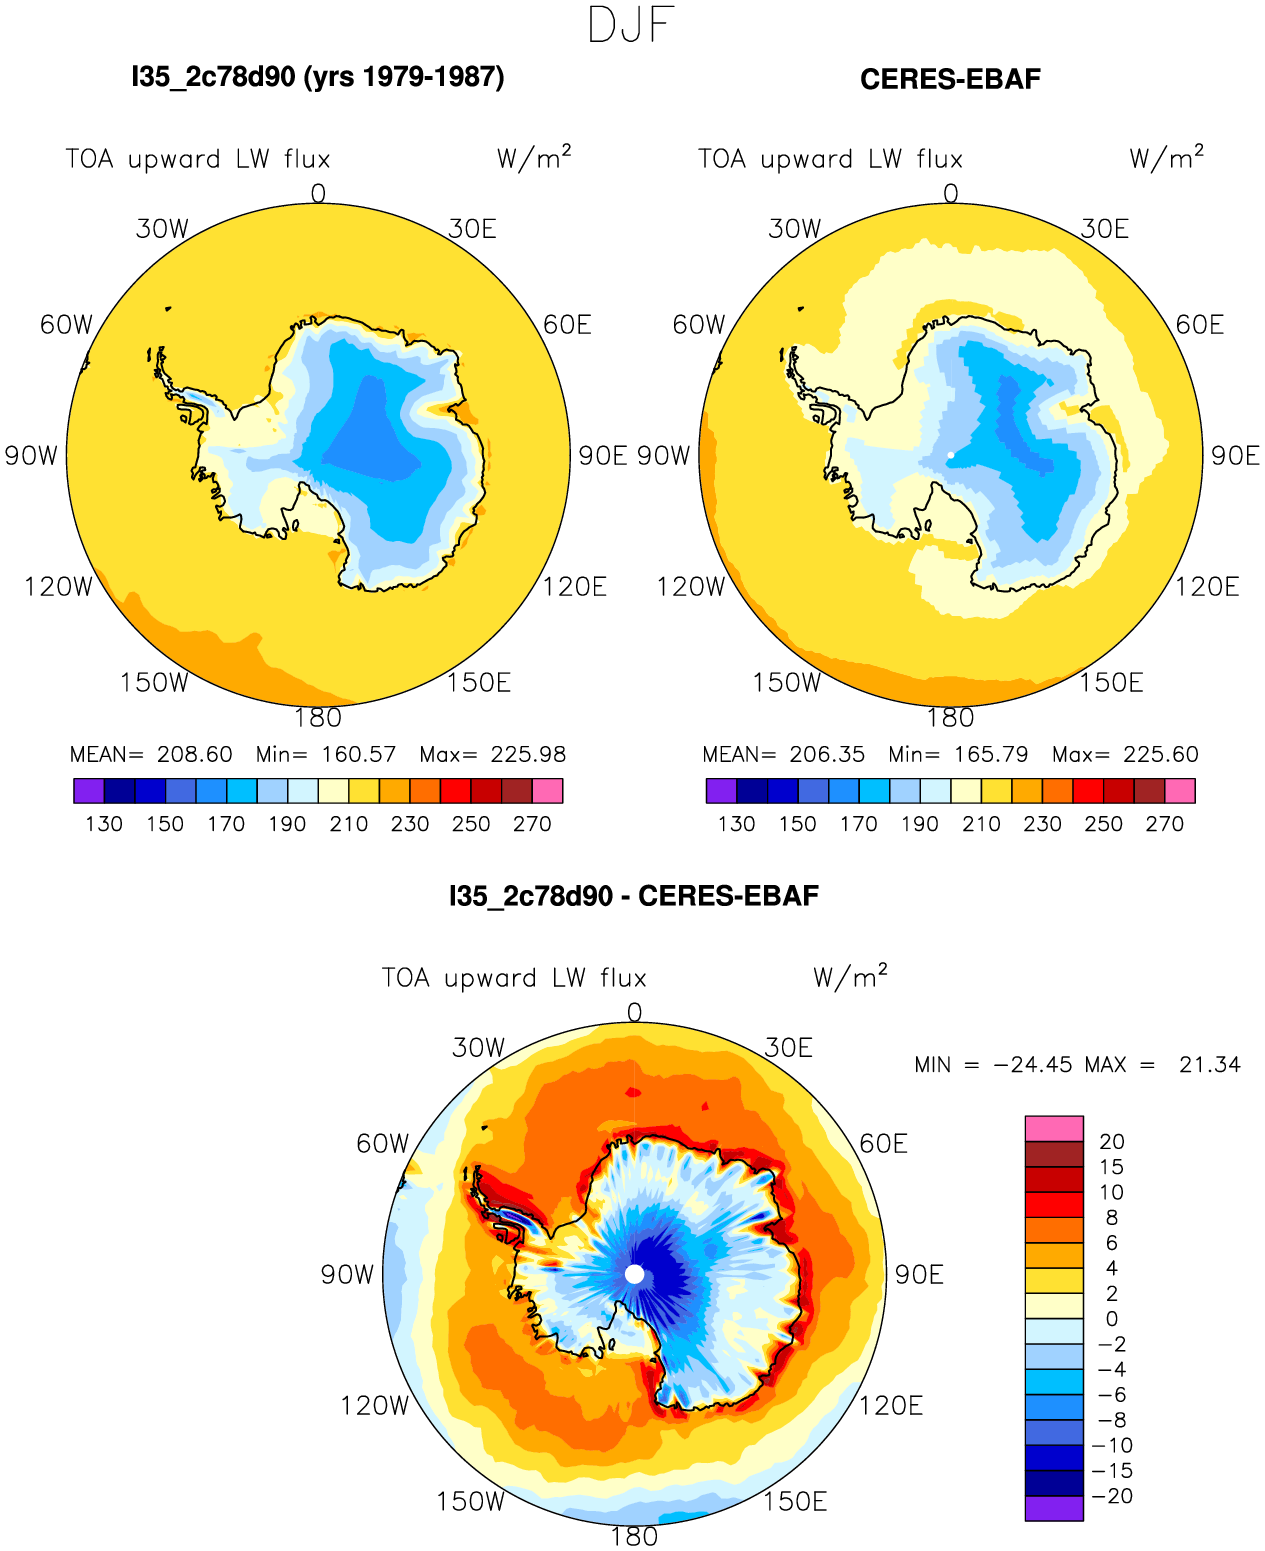 DJF
I35_2c78d90 (yrs 1979-1987)
TOA upward LW flux W/m²
0
30W 30E
60W 60E
90W 90E
120W 120E
150W 150E
180
MEAN= 208.60 Min= 160.57 Max= 225.98
130 150 170 190 210 230 250 270
CERES-EBAF
TOA upward LW flux W/m²
0
30W 30E
60W 60E
90W 90E
120W 120E
150W 150E
180
MEAN= 206.35 Min= 165.79 Max= 225.60
130 150 170 190 210 230 250 270
I35_2c78d90 - CERES-EBAF
TOA upward LW flux W/m²
0
30W 30E
60W 60E
90W 90E
120W 120E
150W 150E
180
MIN = −24.45 MAX = 21.34
20
15
10
8
6
4
2
0
−2
−4
−6
−8
−10
−15
−20